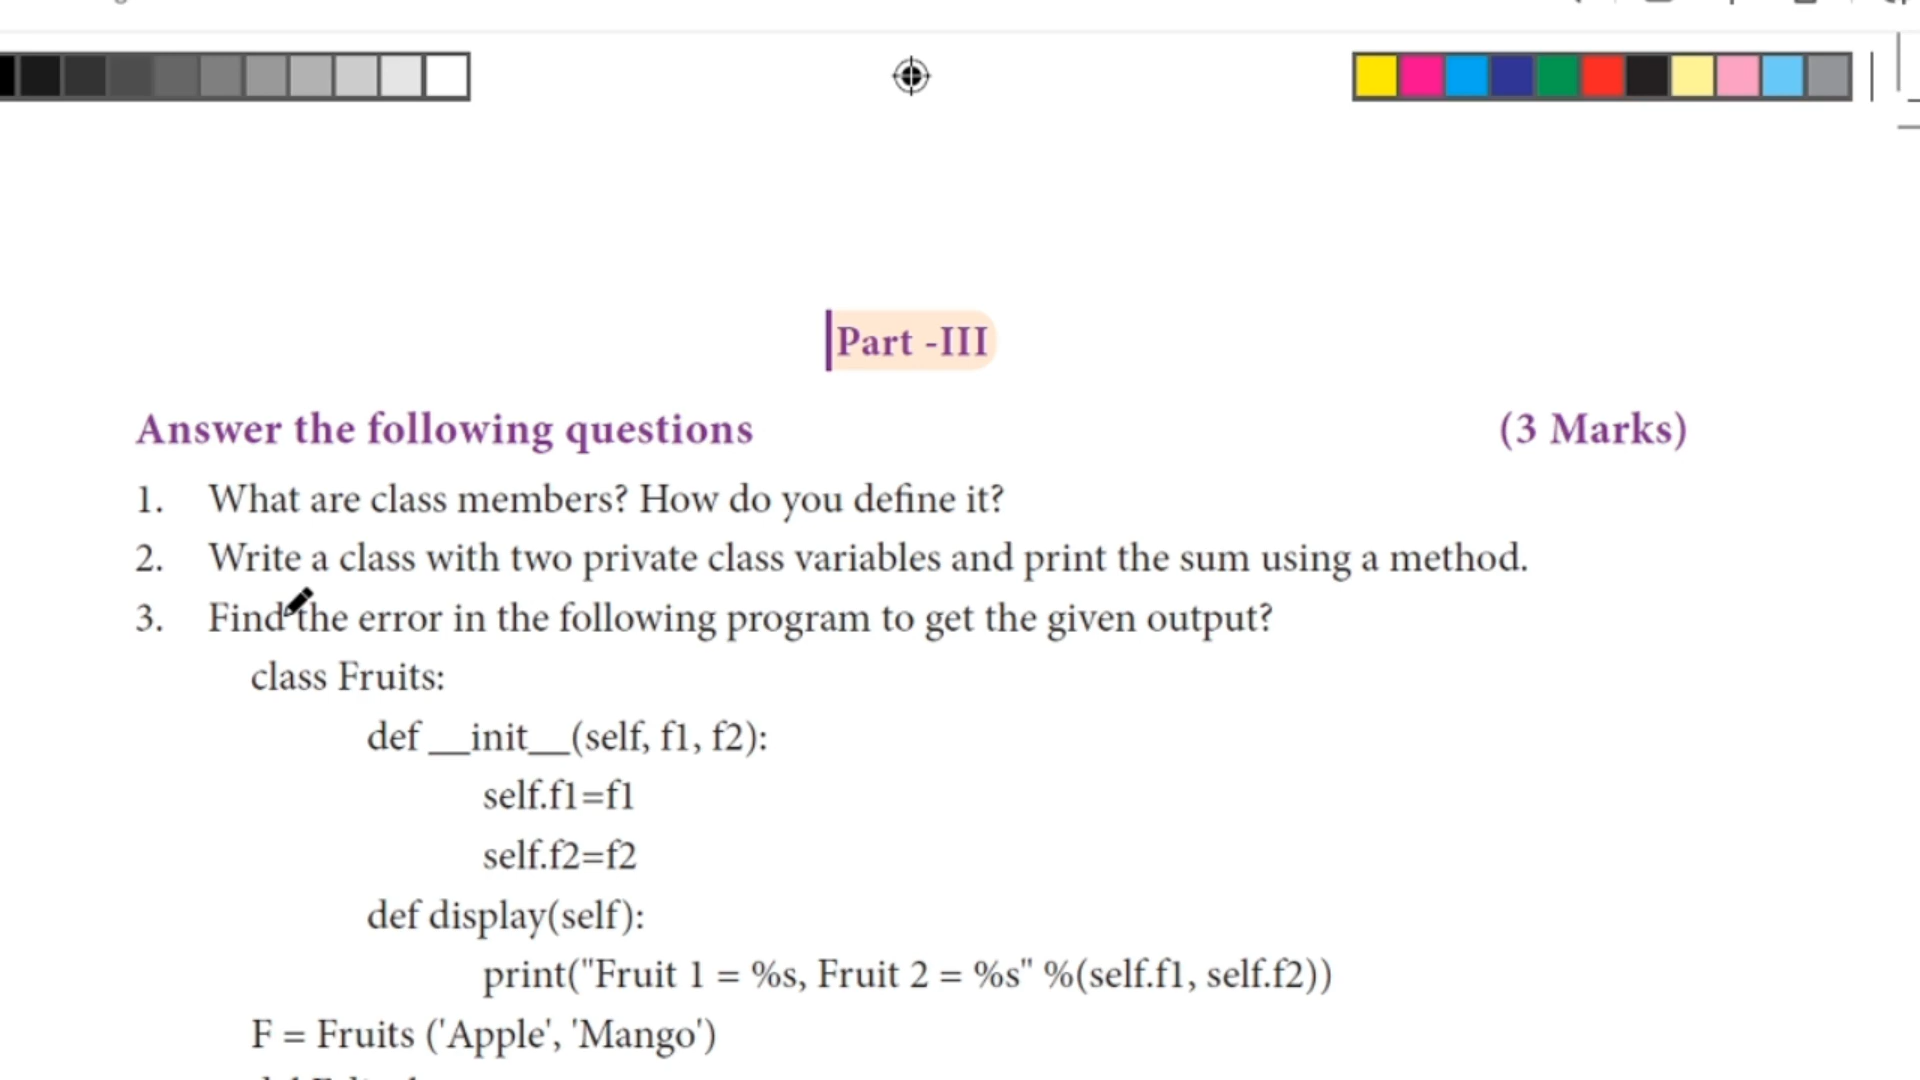 Part -III
Answer the following questions (3 Marks)
1. What are class members? How do you define it?
2. Write a class with two private class variables and print the sum using a method.
3. Find the error in the following program to get the given output?
class Fruits:
def __init__(self, f1, f2):
self.f1=f1
self.f2=f2
def display(self):
print("Fruit 1 = %s, Fruit 2 = %s" %(self.f1, self.f2))
F = Fruits ('Apple', 'Mango')